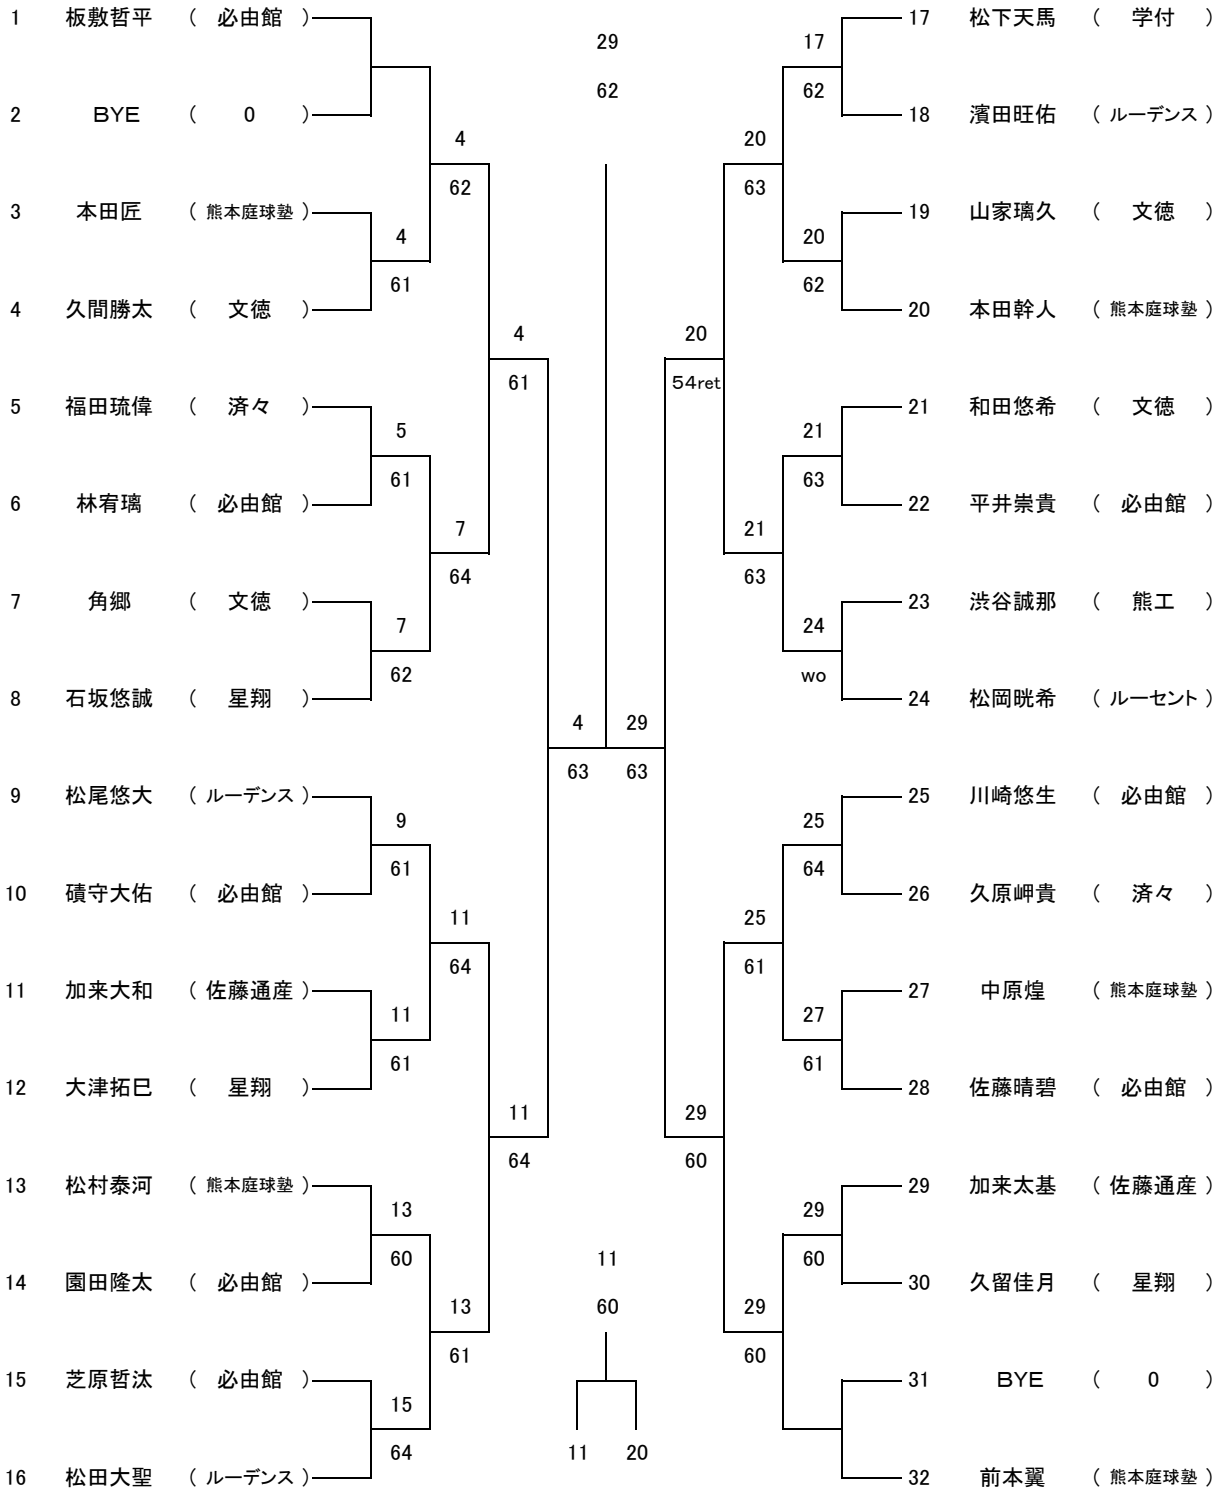 1 板敷哲平 ( 必由館 )
2 BYE ( 0 )
4
62
3 本田匠 ( 熊本庭球塾 )
4
61
4 久間勝太 ( 文徳 )
4
61
5 福田琉偉 ( 済々 )
5
61
6 林宥璃 ( 必由館 )
7
64
7 角郷 ( 文徳 )
7
62
8 石坂悠誠 ( 星翔 )
4
63
9 松尾悠大 ( ルーデンス )
9
61
10 磧守大佑 ( 必由館 )
11
64
11 加来大和 ( 佐藤通産 )
11
61
12 大津拓巳 ( 星翔 )
11
64
13 松村泰河 ( 熊本庭球塾 )
13
60
14 園田隆太 ( 必由館 )
13
61
15 芝原哲汰 ( 必由館 )
15
64
16 松田大聖 ( ルーデンス )
29
62
29
63
11
60
11 20
17 松下天馬 ( 学付 )
17
62
18 濱田旺佑 ( ルーデンス )
20
63
19 山家璃久 ( 文徳 )
20
62
20 本田幹人 ( 熊本庭球塾 )
20
54ret
21 和田悠希 ( 文徳 )
21
63
22 平井崇貴 ( 必由館 )
21
63
23 渋谷誠那 ( 熊工 )
24
wo
24 松岡晄希 ( ルーセント )
25 川崎悠生 ( 必由館 )
25
64
26 久原岬貴 ( 済々 )
25
61
27 中原煌 ( 熊本庭球塾 )
27
61
28 佐藤晴碧 ( 必由館 )
29
60
29 加来太基 ( 佐藤通産 )
29
60
30 久留佳月 ( 星翔 )
29
60
31 BYE ( 0 )
32 前本翼 ( 熊本庭球塾 )